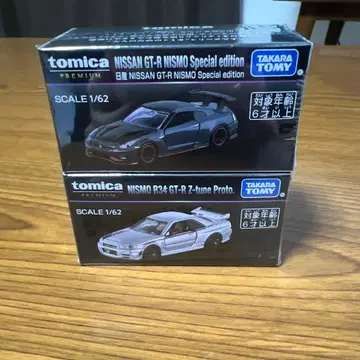 tomica
PREMIUM
NISSAN GT-R NISMO Special edition
日産 NISSAN GT-R NISMO Special edition
TAKARA
TOMY
SCALE 1/62
対象年齢
6才以上
tomica
PREMIUM
NISMO R34 GT-R Z-tune Proto.
TAKARA
TOMY
SCALE 1/62
対象年齢
6才以上